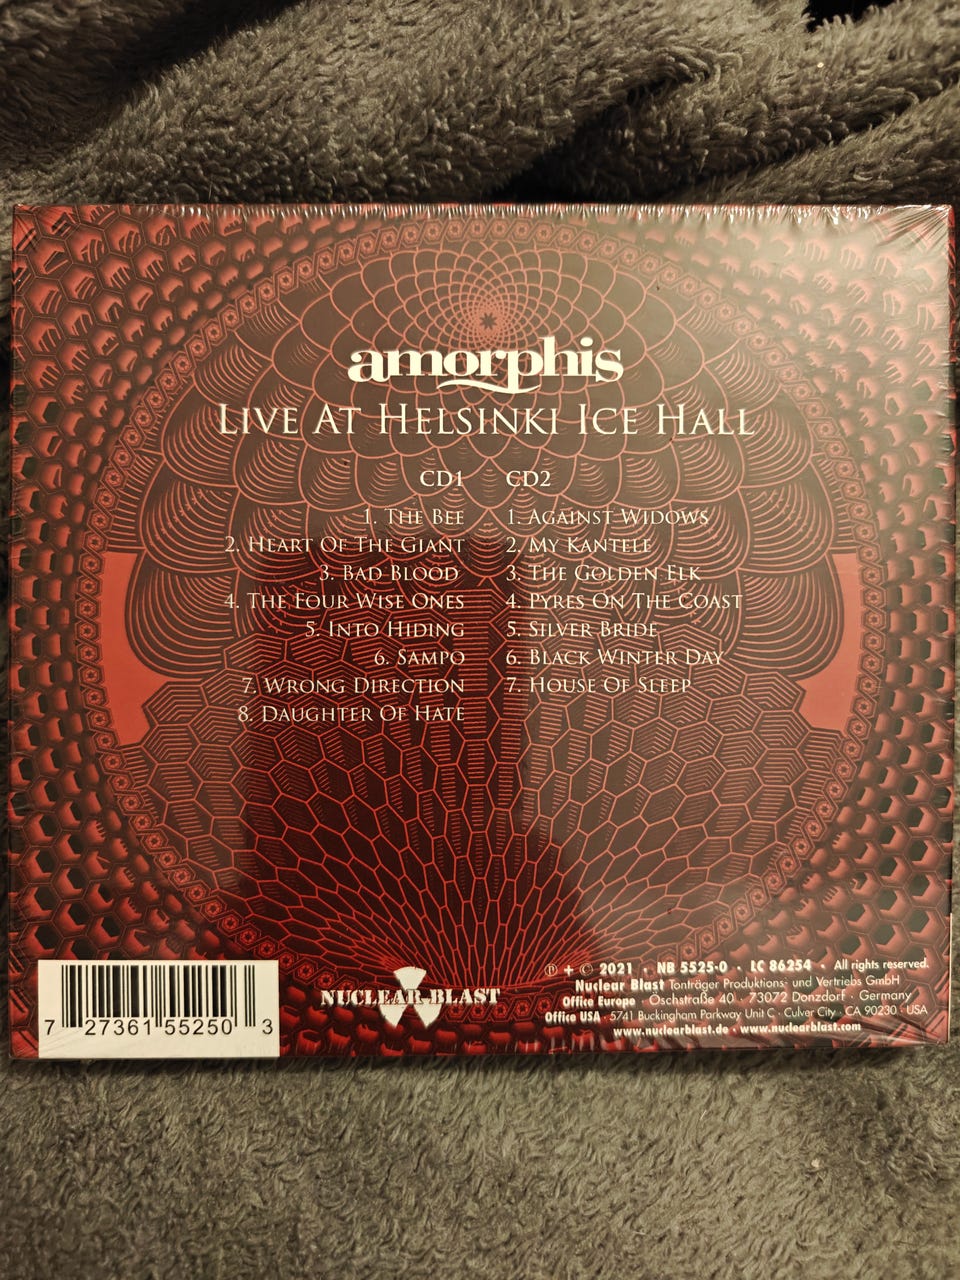 amorphis
Live At Helsinki Ice Hall
CD1
1. The Bee
2. Heart Of The Giant
3. Bad Blood
4. The Four Wise Ones
5. Into Hiding
6. Sampo
7. Wrong Direction
8. Daughter Of Hate
CD2
1. Against Widows
2. My Kantele
3. The Golden Elk
4. Pyres On The Coast
5. Silver Bride
6. Black Winter Day
7. House Of Sleep
7 27361 55250 3
NUCLEAR BLAST
℗ + © 2021 · NB 5525-0 · LC 86254 · All rights reserved.
Nuclear Blast Tonträger Produktions- und Vertriebs GmbH
Office Europe · Öschstraße 40 · 73072 Donzdorf · Germany
Office USA · 5741 Buckingham Parkway Unit C · Culver City · CA 90230 · USA
www.nuclearblast.de · www.nuclearblast.com